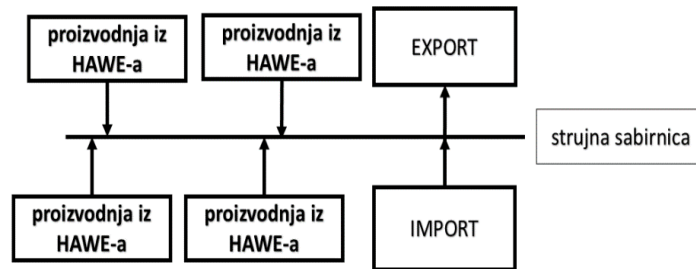 proizvodnja iz
HAWE-a
proizvodnja iz
HAWE-a
EXPORT
strujna sabirnica
proizvodnja iz
HAWE-a
proizvodnja iz
HAWE-a
IMPORT